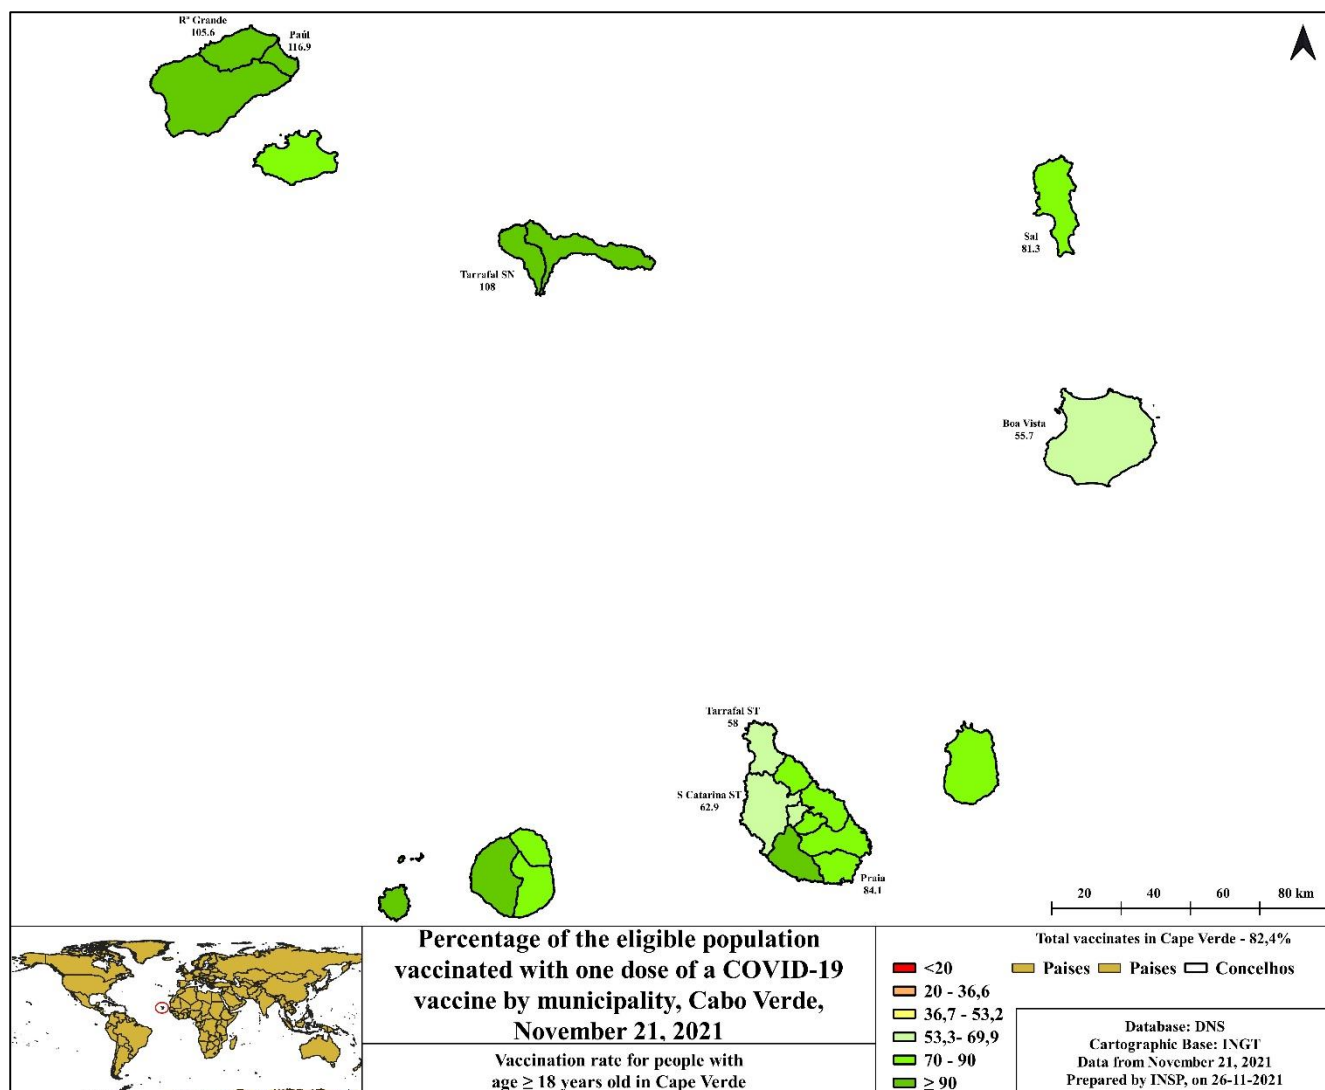 Rª Grande
105.6
Paúl
116.9
Sal
81.3
Tarrafal SN
108
Boa Vista
55.7
Tarrafal ST
58
S Catarina ST
62.9
Praia
84.1
20 40 60 80 km
Percentage of the eligible population
vaccinated with one dose of a COVID-19
vaccine by municipality, Cabo Verde,
November 21, 2021
Vaccination rate for people with
age ≥ 18 years old in Cape Verde
<20
20 - 36,6
36,7 - 53,2
53,3- 69,9
70 - 90
≥ 90
Total vaccinates in Cape Verde - 82,4%
Paises Paises Concelhos
Database: DNS
Cartographic Base: INGT
Data from November 21, 2021
Prepared by INSP, on 26-11-2021